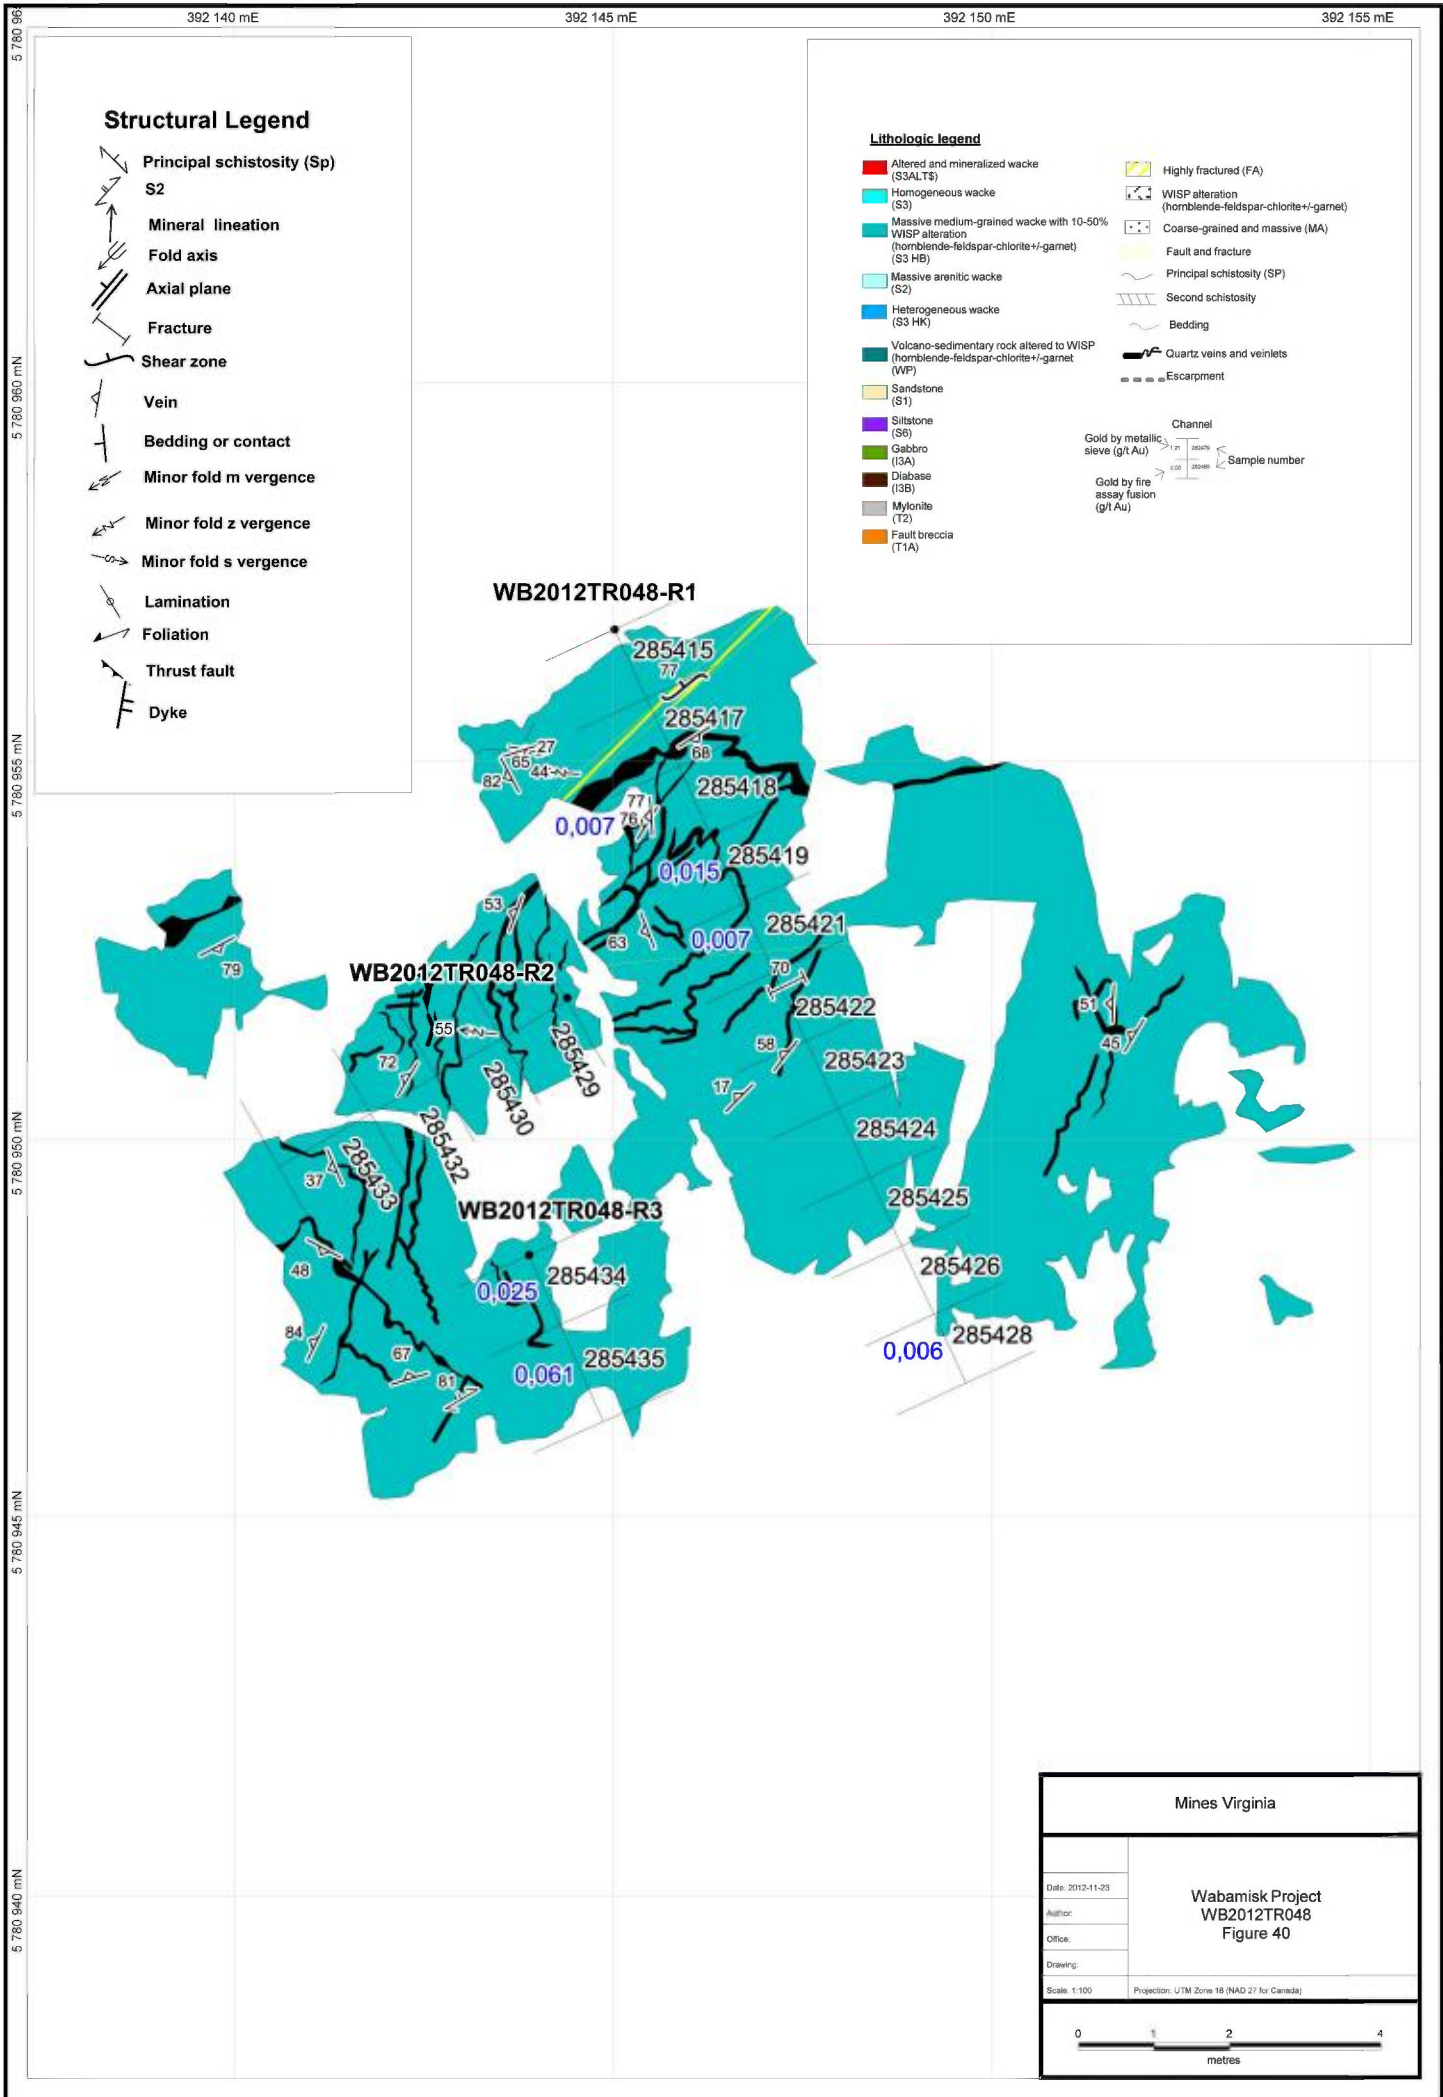 392 140 mE
392 145 mE
392 150 mE
392 155 mE
5 780 960 mN
5 780 955 mN
5 780 950 mN
5 780 945 mN
5 780 940 mN
Structural Legend
Principal schistosity (Sp)
S2
Mineral lineation
Fold axis
Axial plane
Fracture
Shear zone
Vein
Bedding or contact
Minor fold m vergence
Minor fold z vergence
Minor fold s vergence
Lamination
Foliation
Thrust fault
Dyke
Lithologic legend
Altered and mineralized wacke
(S3ALT$)
Homogeneous wacke
(S3)
Massive medium-grained wacke with 10-50%
WISP alteration
(hornblende-feldspar-chlorite+/-garnet)
(S3 HB)
Massive arenitic wacke
(S2)
Heterogeneous wacke
(S3 HK)
Volcano-sedimentary rock altered to WISP
(hornblende-feldspar-chlorite+/-garnet
(WP)
Sandstone
(S1)
Siltstone
(S6)
Gabbro
(I3A)
Diabase
(I3B)
Mylonite
(T2)
Fault breccia
(T1A)
Highly fractured (FA)
WISP alteration
(hornblende-feldspar-chlorite+/-garnet)
Coarse-grained and massive (MA)
Fault and fracture
Principal schistosity (SP)
Second schistosity
Bedding
Quartz veins and veinlets
Escarpment
Channel
Gold by metallic
sieve (g/t Au)
Sample number
Gold by fire
assay fusion
(g/t Au)
WB2012TR048-R1
285415
77
285417
68
27
65
82
44
285418
77
76
0,007
285419
0,015
53
285421
63
0,007
79
WB2012TR048-R2
70
285422
51
55
45
58
285423
72
285429
17
285430
285424
285432
285433
37
285425
WB2012TR048-R3
48
285426
285434
0,025
84
285428
67
0,006
285435
81
0,061
Mines Virginia
Date: 2012-11-23
Author:
Office:
Drawing:
Wabamisk Project
WB2012TR048
Figure 40
Scale: 1:100
Projection: UTM Zone 18 (NAD 27 for Canada)
0 1 2 4
metres